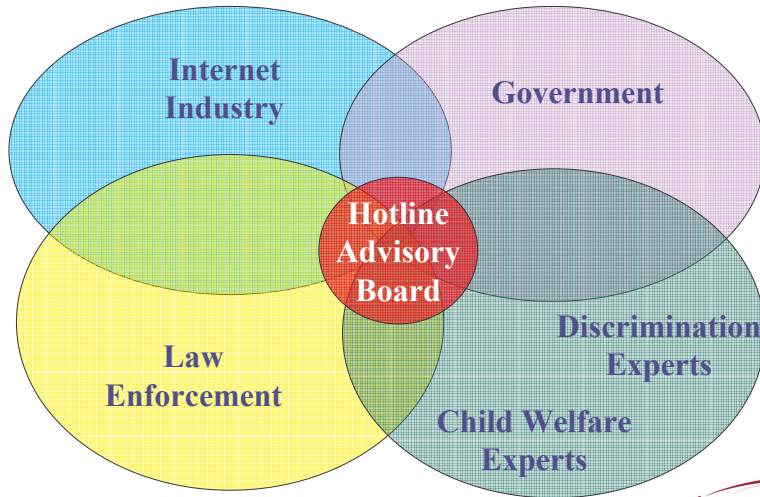 Internet
Industry
Government
Hotline
Advisory
Board
Law
Enforcement
Discrimination
Experts
Child Welfare
Experts